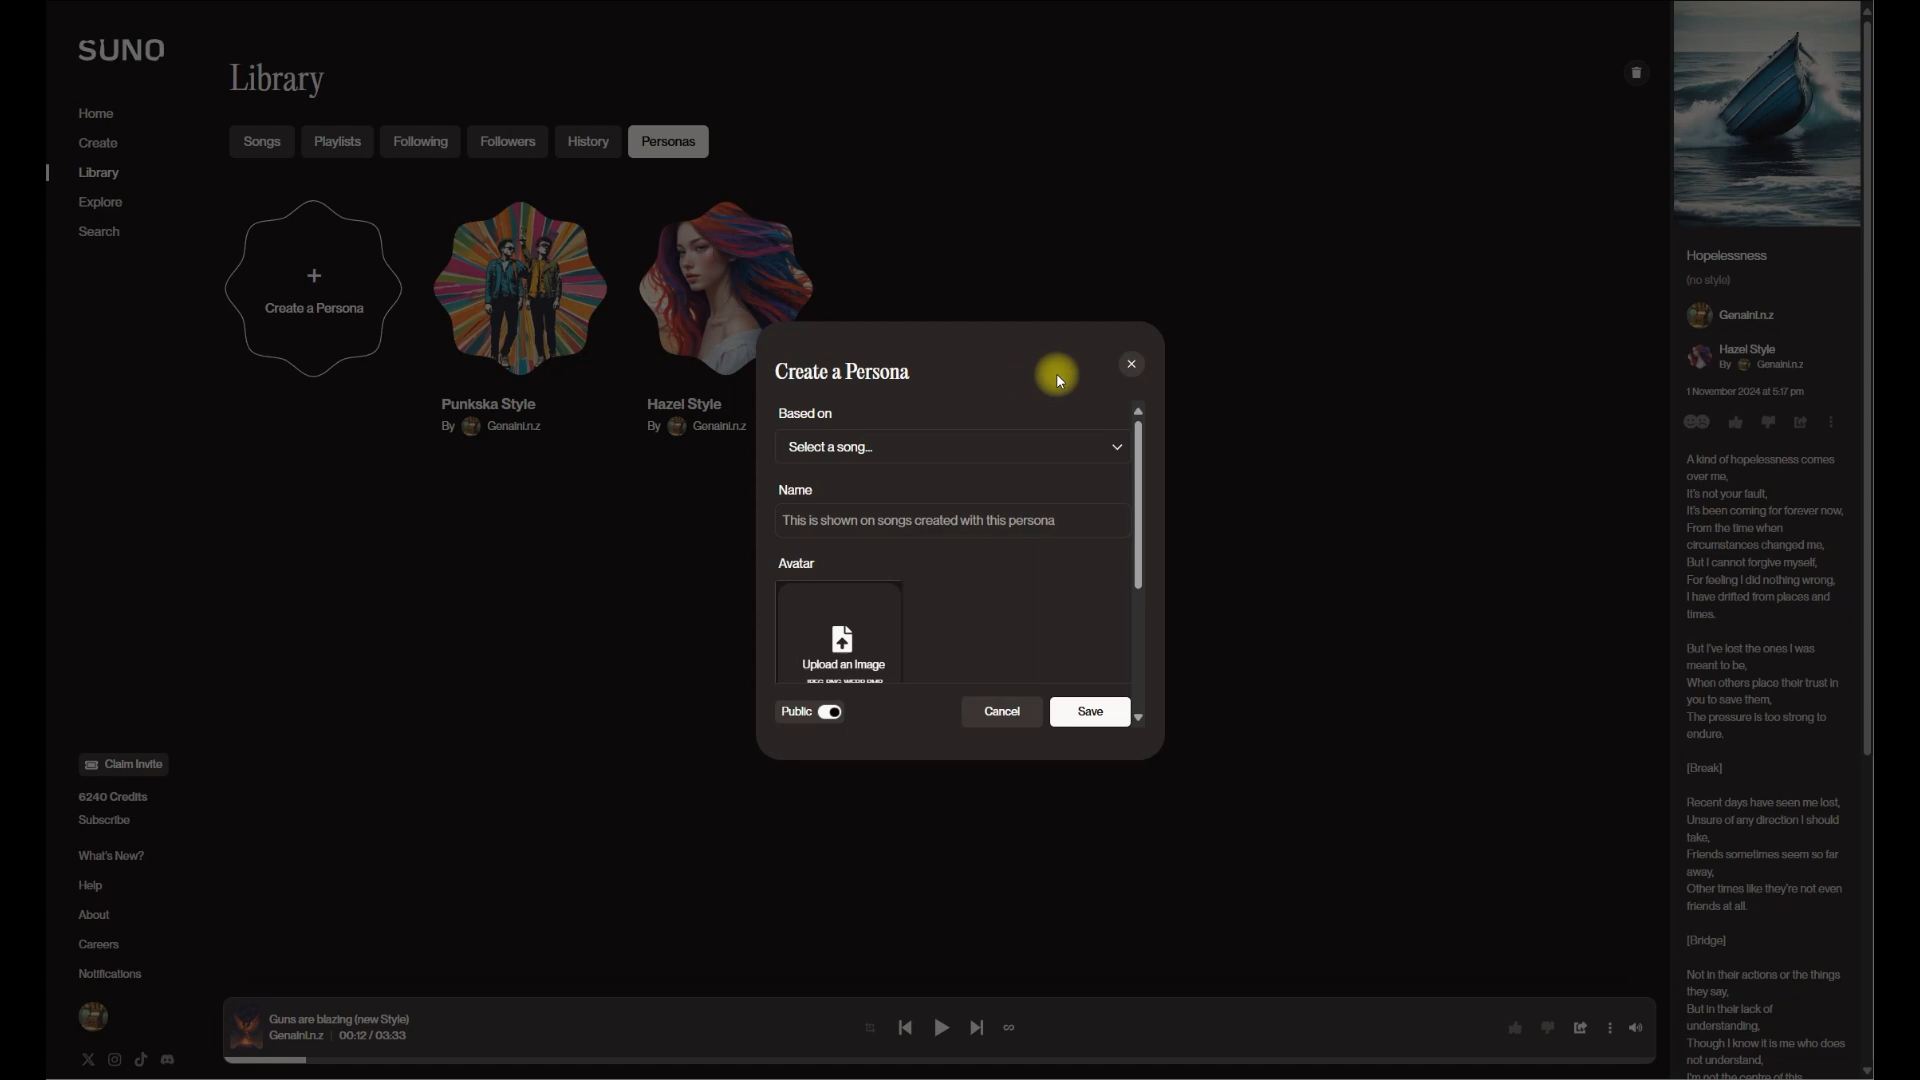 SUNO
Home
Create
Library
Explore
Search
Claim Invite
6240 Credits
Subscribe
What's New?
Help
About
Careers
Notifications
Library
Songs
Playlists
Following
Followers
History
Personas
+
Create a Persona
Punkska Style
By GenaiNi.n.z
Hazel Style
By GenaiNi.n.z
Create a Persona
Based on
Select a song...
Name
This is shown on songs created with this persona
Avatar
Upload an Image
JPEG, PNG, WEBP, BMP
Public
Cancel
Save
Guns are blazing (new Style)
GenaiNi.n.z | 00:12 / 03:33
Hopelessness
(no style)
GenaiNi.n.z
Hazel Style
By GenaiNi.n.z
1 November 2024 at 5:17 pm
A kind of hopelessness comes
over me,
It's not your fault,
It's been coming for forever now,
From the time when
circumstances changed me,
But I cannot forgive myself,
For feeling I did nothing wrong,
I have drifted from places and
times.
But I've lost the ones I was
meant to be,
When others place their trust in
you to save them,
The pressure is too strong to
endure.
[Break]
Recent days have seen me lost,
Unsure of any direction I should
take,
Friends sometimes seem so far
away,
Other times like they're not even
friends at all.
[Bridge]
Not in their actions or the things
they say,
But in their lack of
understanding,
Though I know it is me who does
not understand,
I'm not the centre of this